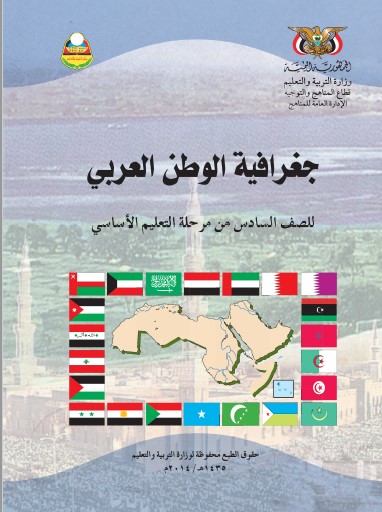 الجمهورية اليمنية
وزارة التربية والتعليم
قطاع المناهج والتوجيه
الإدارة العامة للمناهج
جغرافية الوطن العربي
للصف السادس من مرحلة التعليم الأساسي
حقوق الطبع محفوظة لوزارة التربية والتعليم
١٤٣٥هـ / ٢٠١٤م